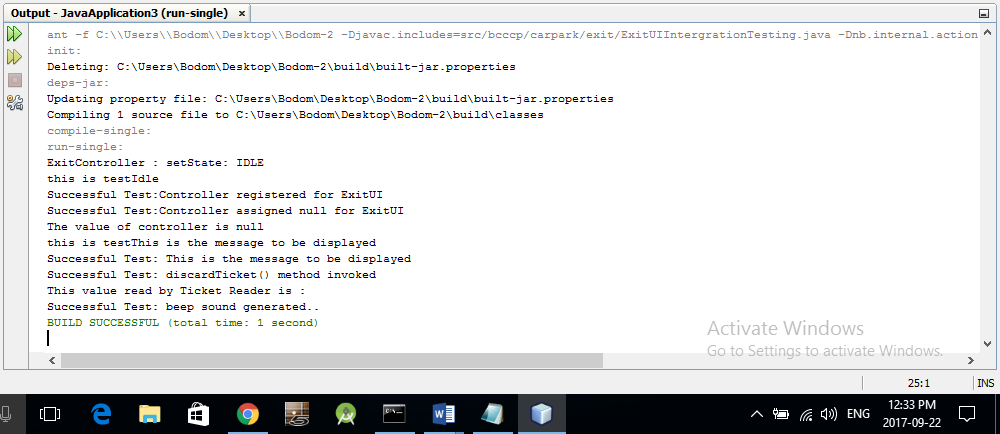 Output - JavaApplication3 (run-single) ×
ant -f C:\\Users\\Bodom\\Desktop\\Bodom-2 -Djavac.includes=src/bcccp/carpark/exit/ExitUIIntergrationTesting.java -Dnb.internal.action
init:
Deleting: C:\Users\Bodom\Desktop\Bodom-2\build\built-jar.properties
deps-jar:
Updating property file: C:\Users\Bodom\Desktop\Bodom-2\build\built-jar.properties
Compiling 1 source file to C:\Users\Bodom\Desktop\Bodom-2\build\classes
compile-single:
run-single:
ExitController : setState: IDLE
this is testIdle
Successful Test:Controller registered for ExitUI
Successful Test:Controller assigned null for ExitUI
The value of controller is null
this is testThis is the message to be displayed
Successful Test: This is the message to be displayed
Successful Test: discardTicket() method invoked
This value read by Ticket Reader is :
Successful Test: beep sound generated..
BUILD SUCCESSFUL (total time: 1 second)
Activate Windows
Go to Settings to activate Windows.
25:1 INS
ENG
12:33 PM
2017-09-22